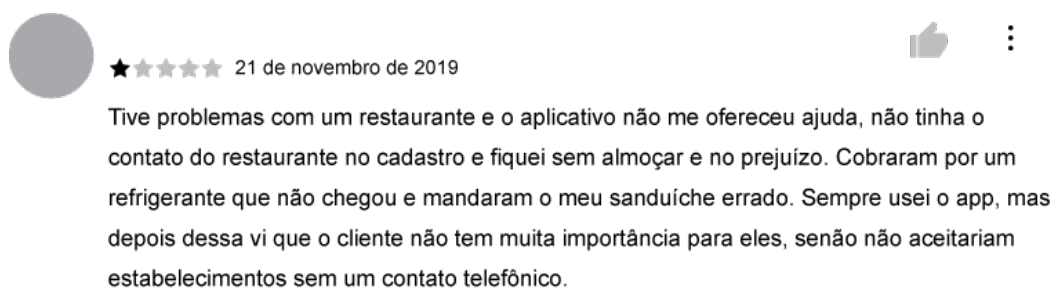 21 de novembro de 2019
Tive problemas com um restaurante e o aplicativo não me ofereceu ajuda, não tinha o
contato do restaurante no cadastro e fiquei sem almoçar e no prejuízo. Cobraram por um
refrigerante que não chegou e mandaram o meu sanduíche errado. Sempre usei o app, mas
depois dessa vi que o cliente não tem muita importância para eles, senão não aceitariam
estabelecimentos sem um contato telefônico.